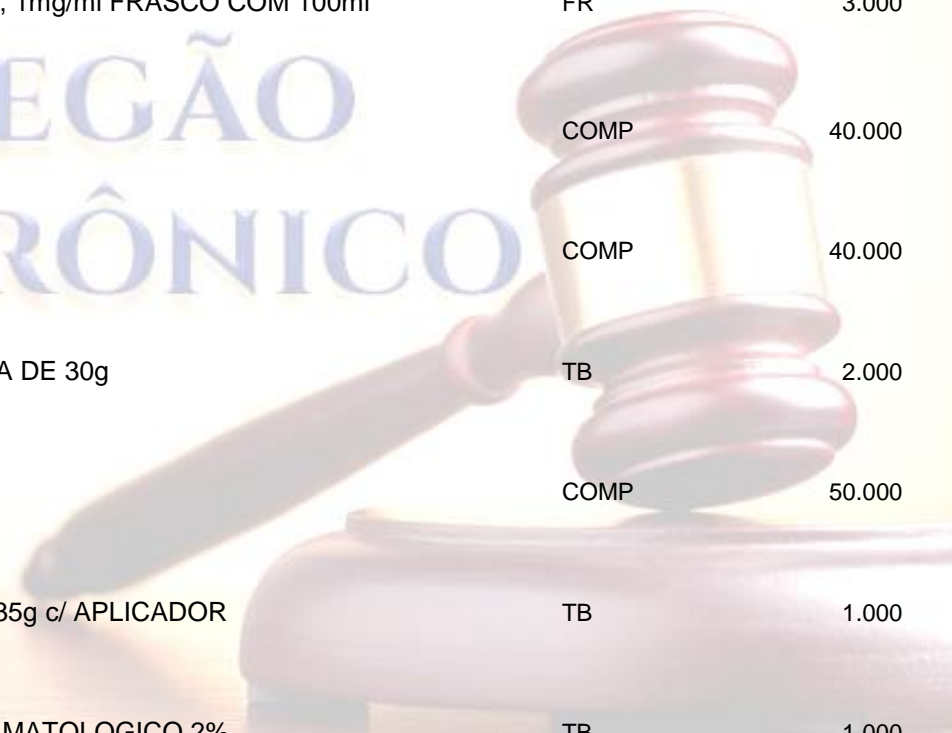 , 1mg/ml FRASCO COM 100ml FR 3.000
EGÃO
COMP 40.000
RÔNICO
COMP 40.000
A DE 30g TB 2.000
COMP 50.000
35g c/ APLICADOR TB 1.000
MATOLOGICO 2% TB 1.000